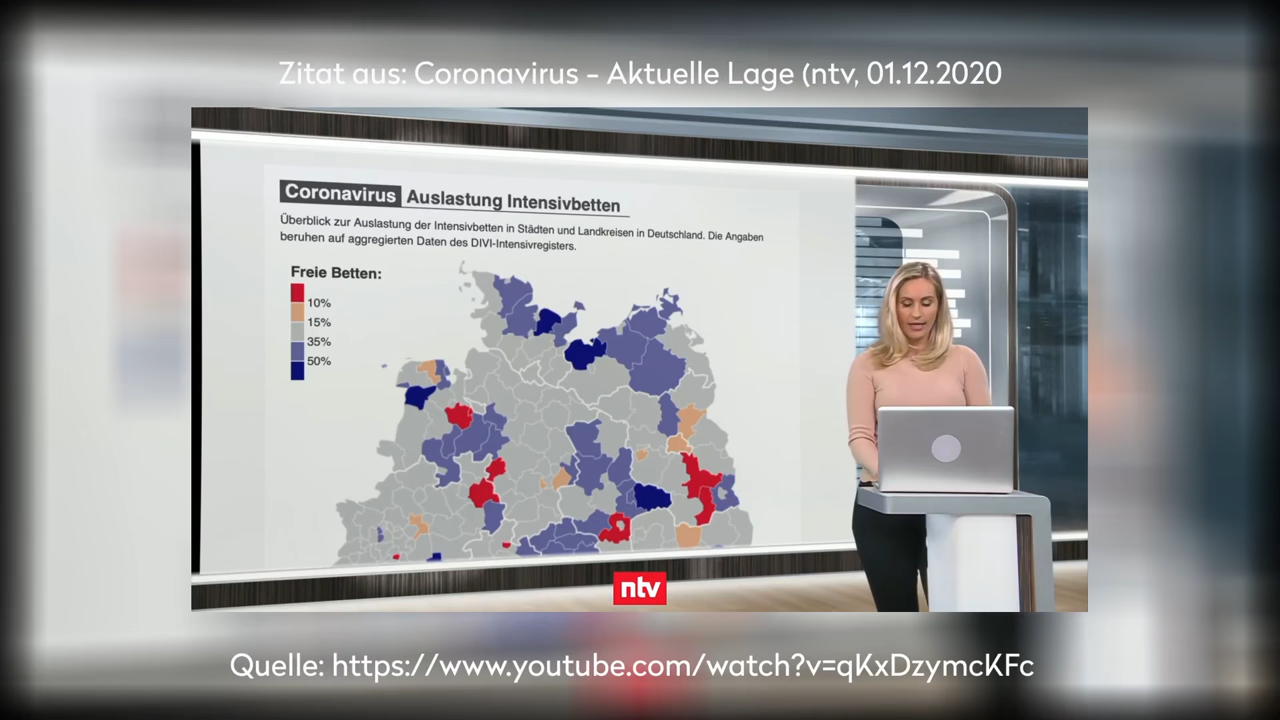 Zitat aus: Coronavirus - Aktuelle Lage (ntv, 01.12.2020
Coronavirus Auslastung Intensivbetten
Überblick zur Auslastung der Intensivbetten in Städten und Landkreisen in Deutschland. Die Angaben
beruhen auf aggregierten Daten des DIVI-Intensivregisters.
Freie Betten:
10%
15%
35%
50%
ntv
Quelle: https://www.youtube.com/watch?v=qKxDzymcKFc